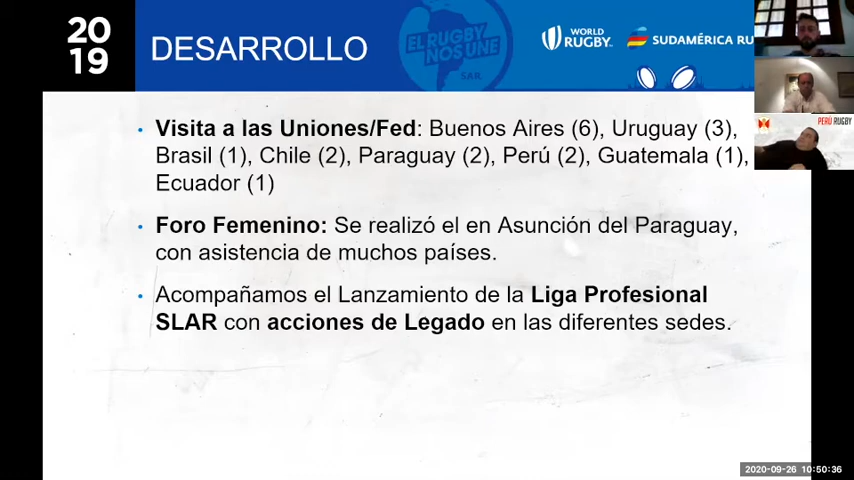 20
19
DESARROLLO
EL RUGBY
NOS UNE
SAR
WORLD
RUGBY
SUDAMÉRICA RU
PERÚ RUGBY
• Visita a las Uniones/Fed: Buenos Aires (6), Uruguay (3),
Brasil (1), Chile (2), Paraguay (2), Perú (2), Guatemala (1),
Ecuador (1)
• Foro Femenino: Se realizó el en Asunción del Paraguay,
con asistencia de muchos países.
• Acompañamos el Lanzamiento de la Liga Profesional
SLAR con acciones de Legado en las diferentes sedes.
2020-09-26 10:50:36